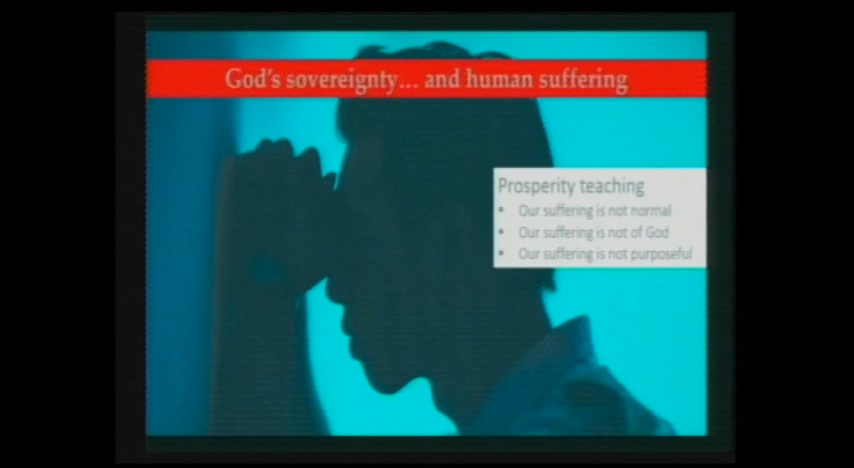 God's sovereignty... and human suffering
Prosperity teaching
• Our suffering is not normal
• Our suffering is not of God
• Our suffering is not purposeful